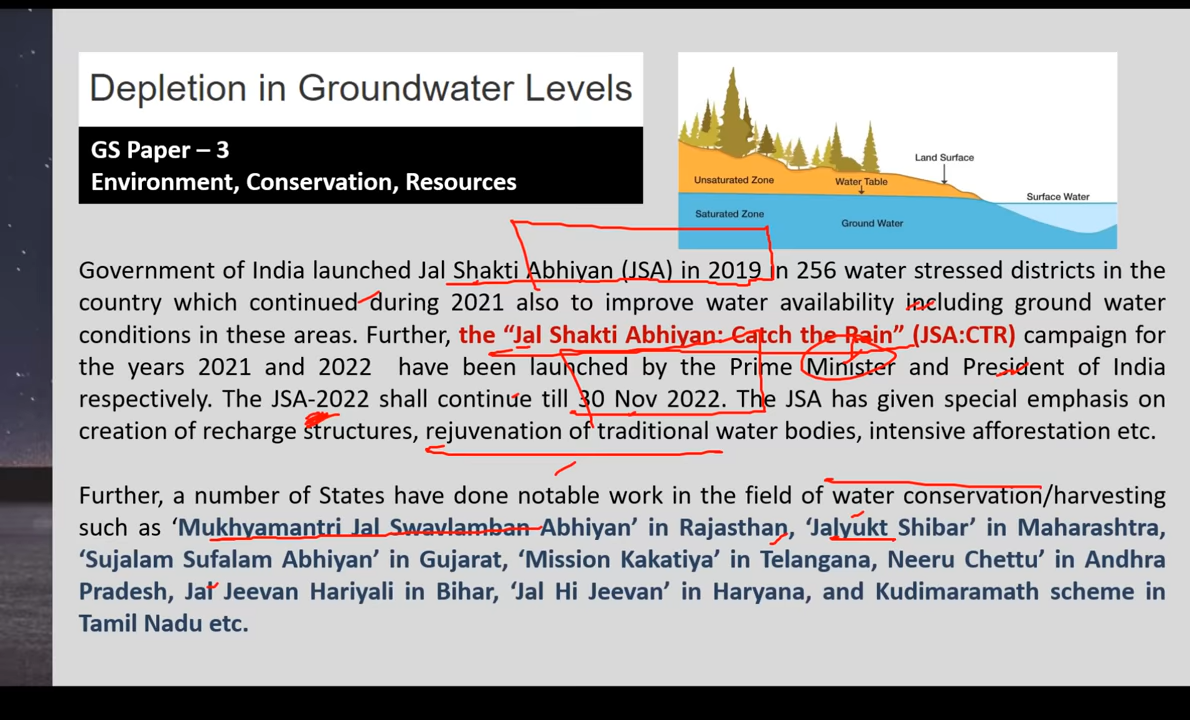 Depletion in Groundwater Levels
GS Paper – 3
Environment, Conservation, Resources
Land Surface
Unsaturated Zone
Water Table
Surface Water
Saturated Zone
Ground Water
Government of India launched Jal Shakti Abhiyan (JSA) in 2019 in 256 water stressed districts in the
country which continued during 2021 also to improve water availability including ground water
conditions in these areas. Further, the “Jal Shakti Abhiyan: Catch the Rain” (JSA:CTR) campaign for
the years 2021 and 2022 have been launched by the Prime Minister and President of India
respectively. The JSA-2022 shall continue till 30 Nov 2022. The JSA has given special emphasis on
creation of recharge structures, rejuvenation of traditional water bodies, intensive afforestation etc.
Further, a number of States have done notable work in the field of water conservation/harvesting
such as ‘Mukhyamantri Jal Swavlamban Abhiyan’ in Rajasthan, ‘Jalyukt Shibar’ in Maharashtra,
‘Sujalam Sufalam Abhiyan’ in Gujarat, ‘Mission Kakatiya’ in Telangana, Neeru Chettu’ in Andhra
Pradesh, Jal Jeevan Hariyali in Bihar, ‘Jal Hi Jeevan’ in Haryana, and Kudimaramath scheme in
Tamil Nadu etc.